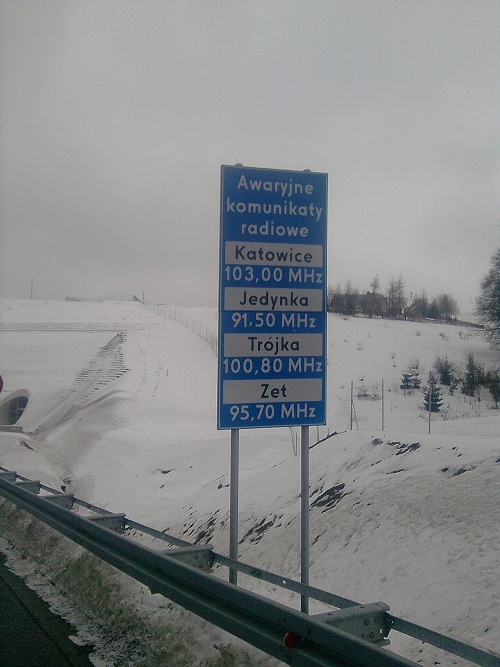 Awaryjne
komunikaty
radiowe
Katowice
103,00 MHz
Jedynka
91,50 MHz
Trójka
100,80 MHz
Zet
95,70 MHz